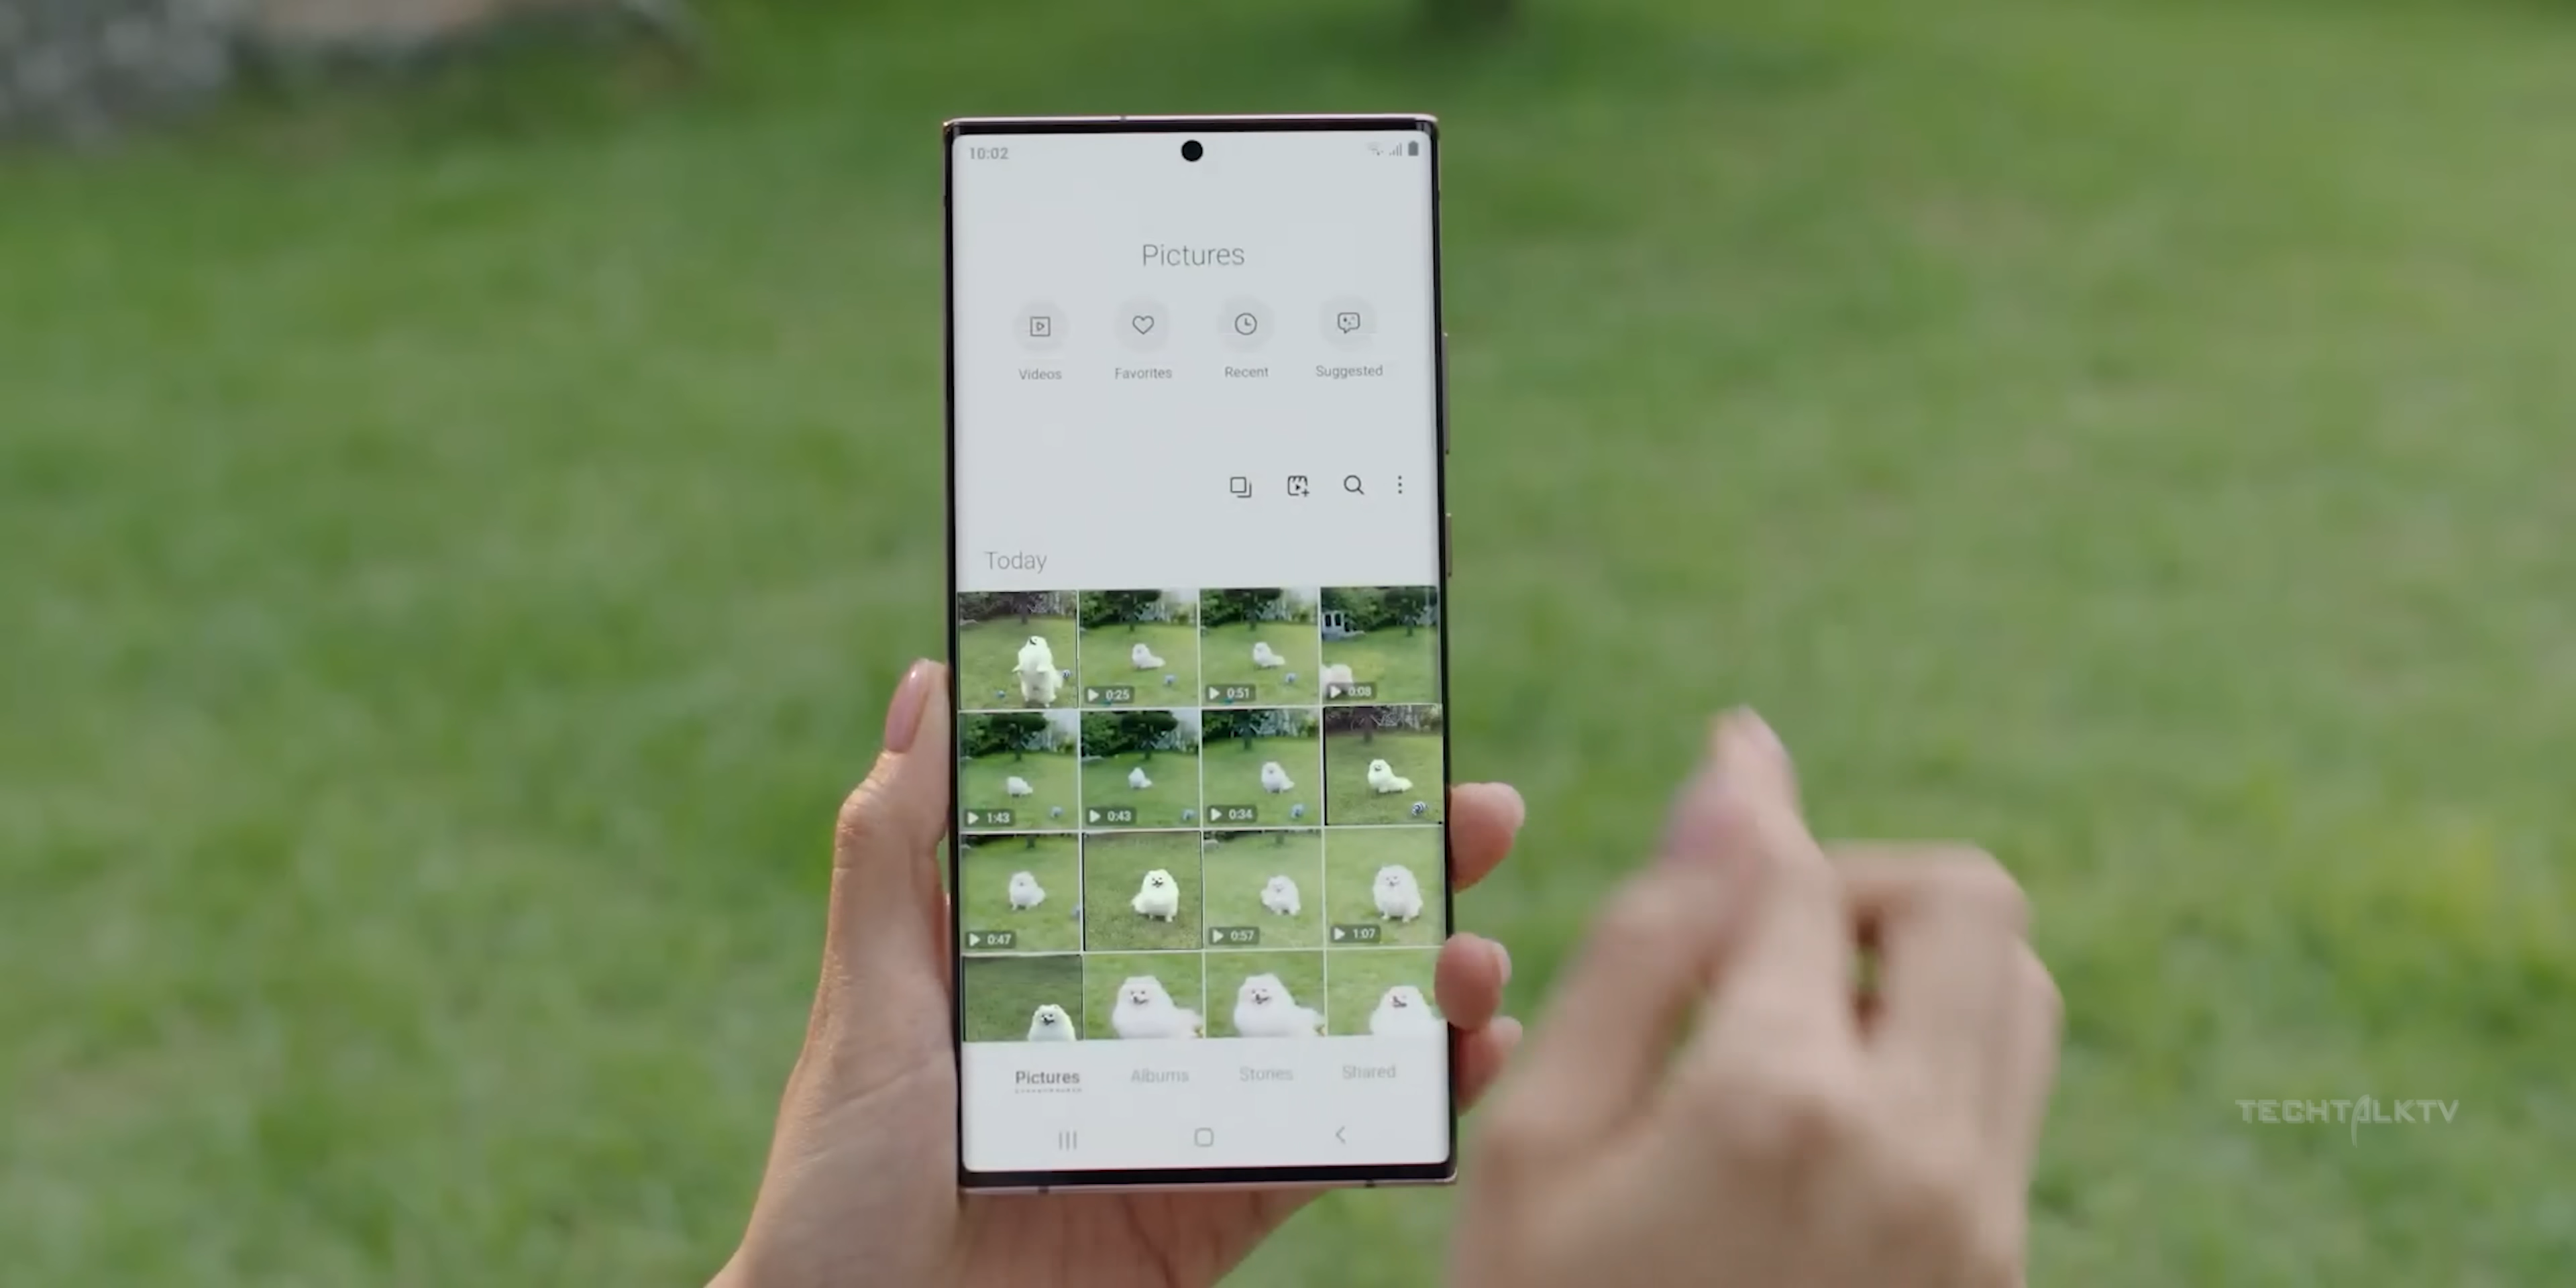 10:02
Pictures
Videos Favorites Recent Suggested
Today
0:25 0:51 0:08
1:43 0:43 0:34
0:47 0:57 1:07
Pictures Albums Stories Shared
TECHTALKTV